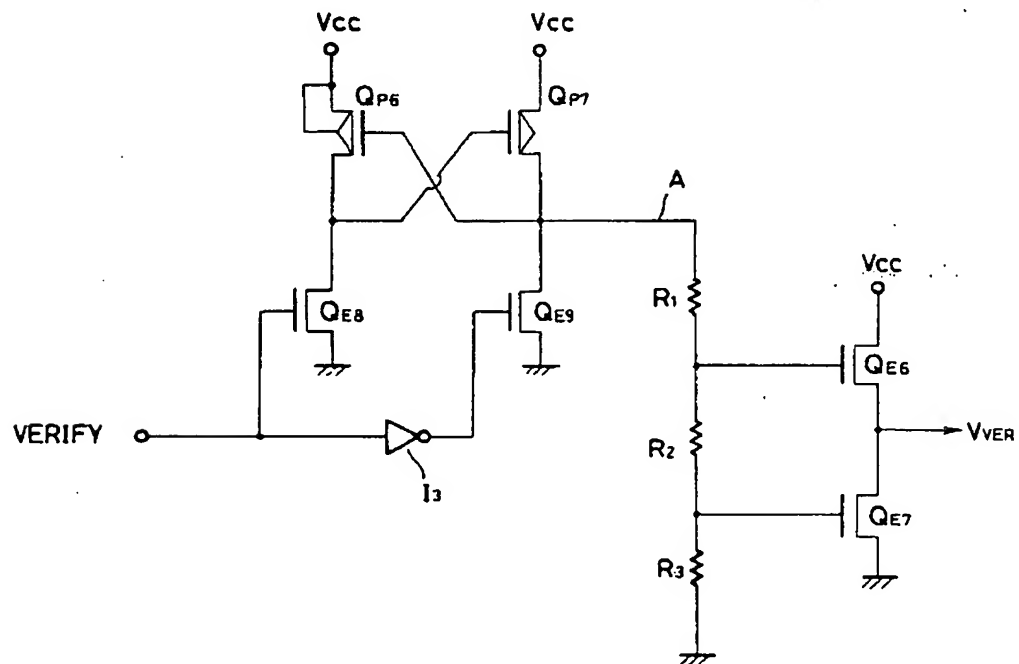 Vcc
Vcc
QP6
QP7
A
Vcc
R1
QE8
QE9
QE6
VERIFY
VVER
R2
I3
QE7
R3